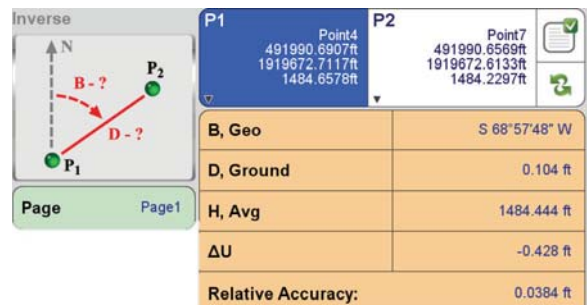 Inverse
N
B - ?
P2
D - ?
P1
Page Page1
P1
Point4
491990.6907ft
1919672.7117ft
1484.6578ft
P2
Point7
491990.6569ft
1919672.6133ft
1484.2297ft
B, Geo S 68°57'48" W
D, Ground 0.104 ft
H, Avg 1484.444 ft
ΔU -0.428 ft
Relative Accuracy: 0.0384 ft